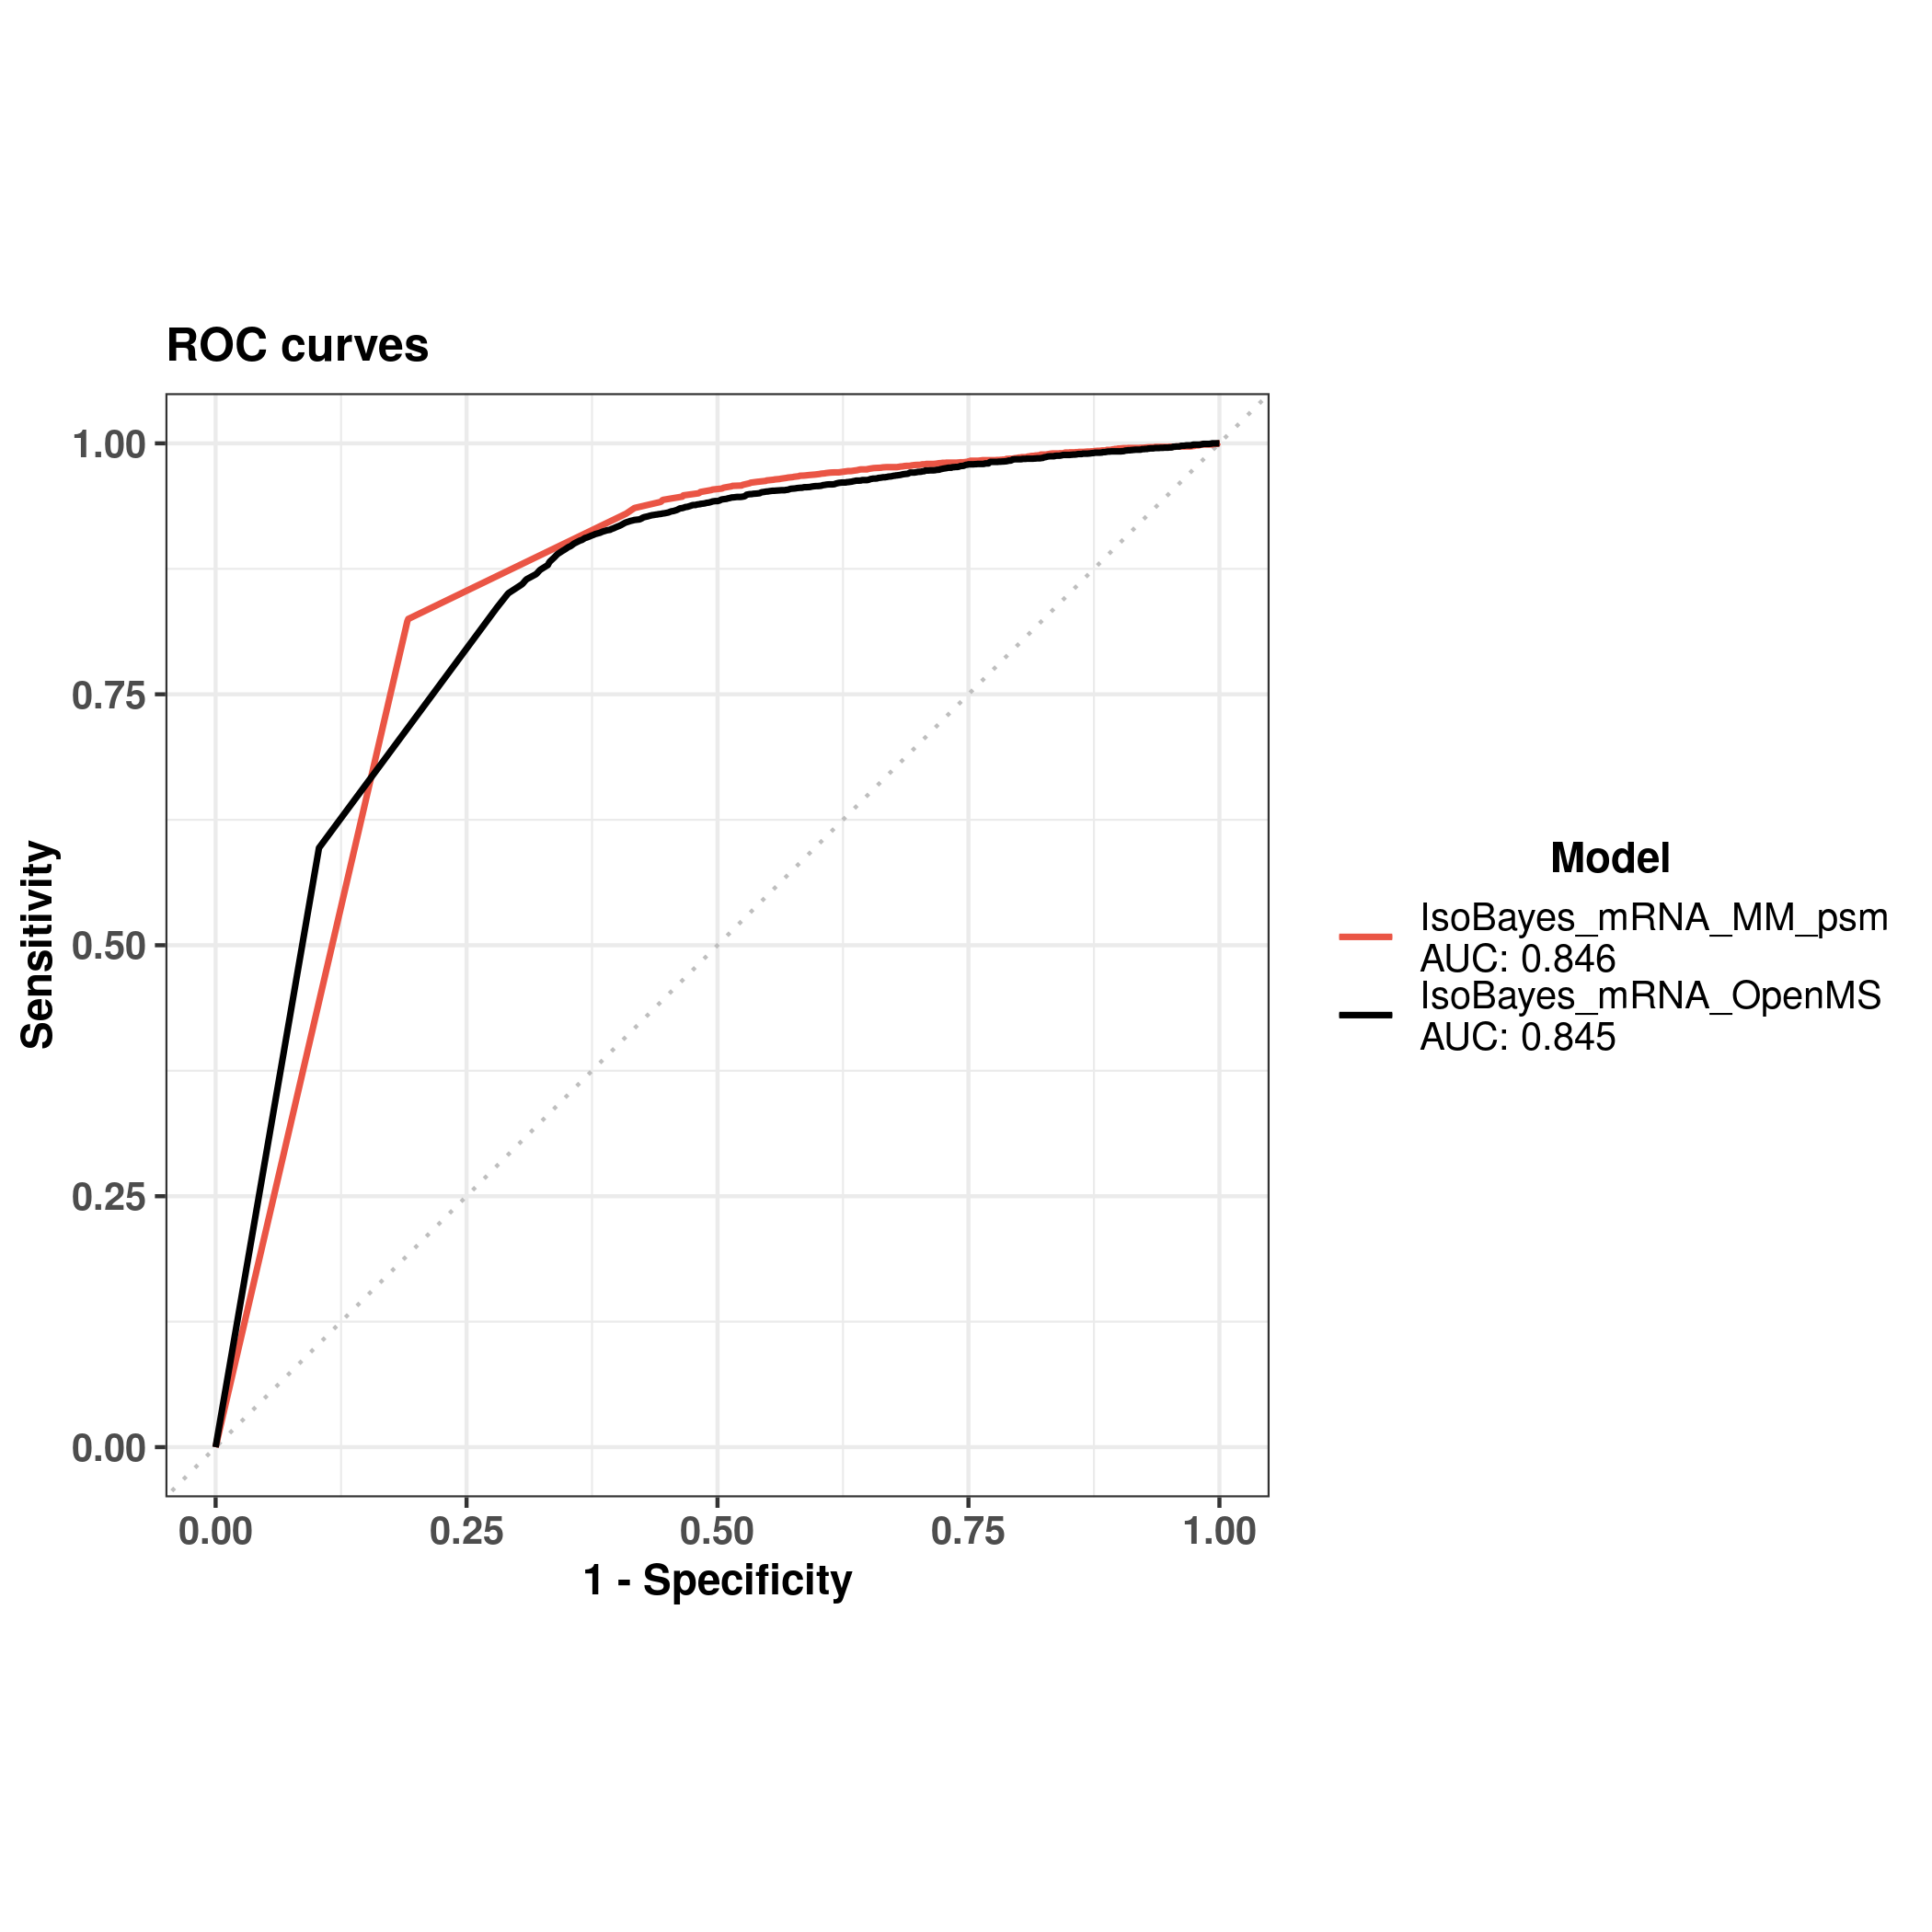 ROC curves
1.00
0.75
0.50
0.25
0.00
Sensitivity
0.00 0.25 0.50 0.75 1.00
1 - Specificity
Model
IsoBayes_mRNA_MM_psm
AUC: 0.846
IsoBayes_mRNA_OpenMS
AUC: 0.845